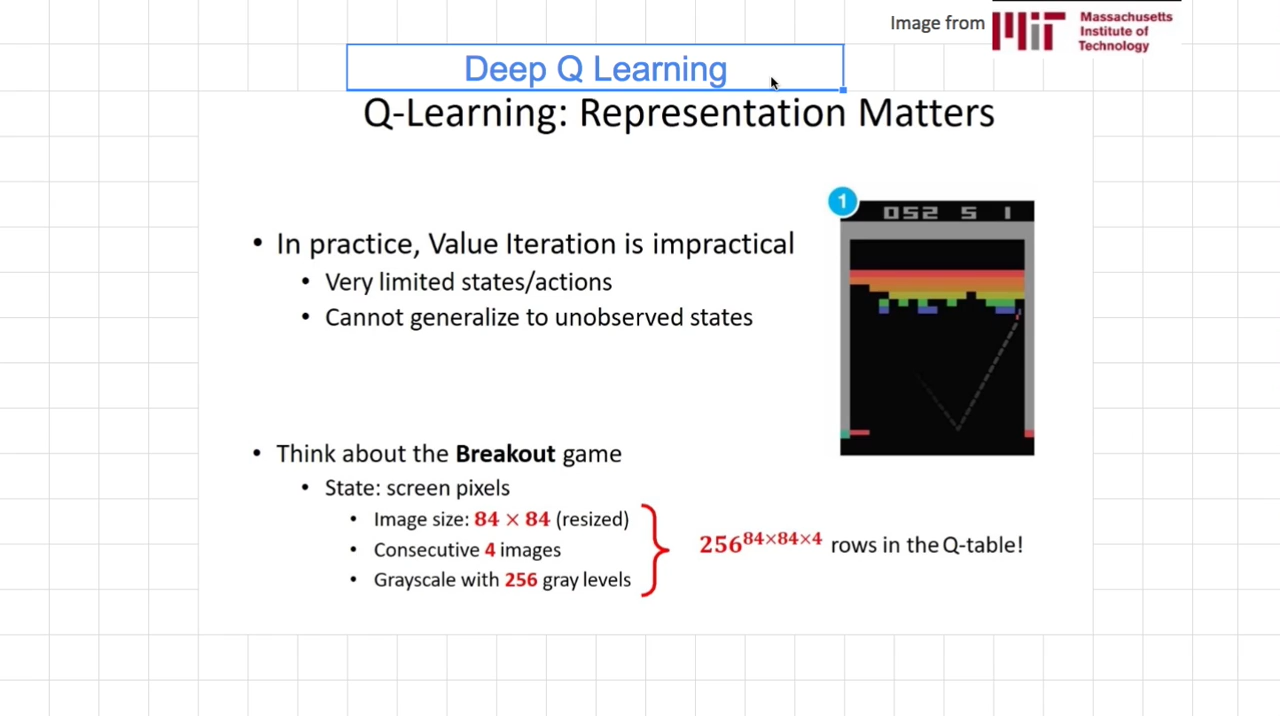 Image from
Massachusetts
Institute of
Technology
Deep Q Learning
Q-Learning: Representation Matters
1
052 5 1
• In practice, Value Iteration is impractical
• Very limited states/actions
• Cannot generalize to unobserved states
• Think about the Breakout game
• State: screen pixels
• Image size: 84 × 84 (resized)
• Consecutive 4 images
• Grayscale with 256 gray levels
256^84×84×4 rows in the Q-table!